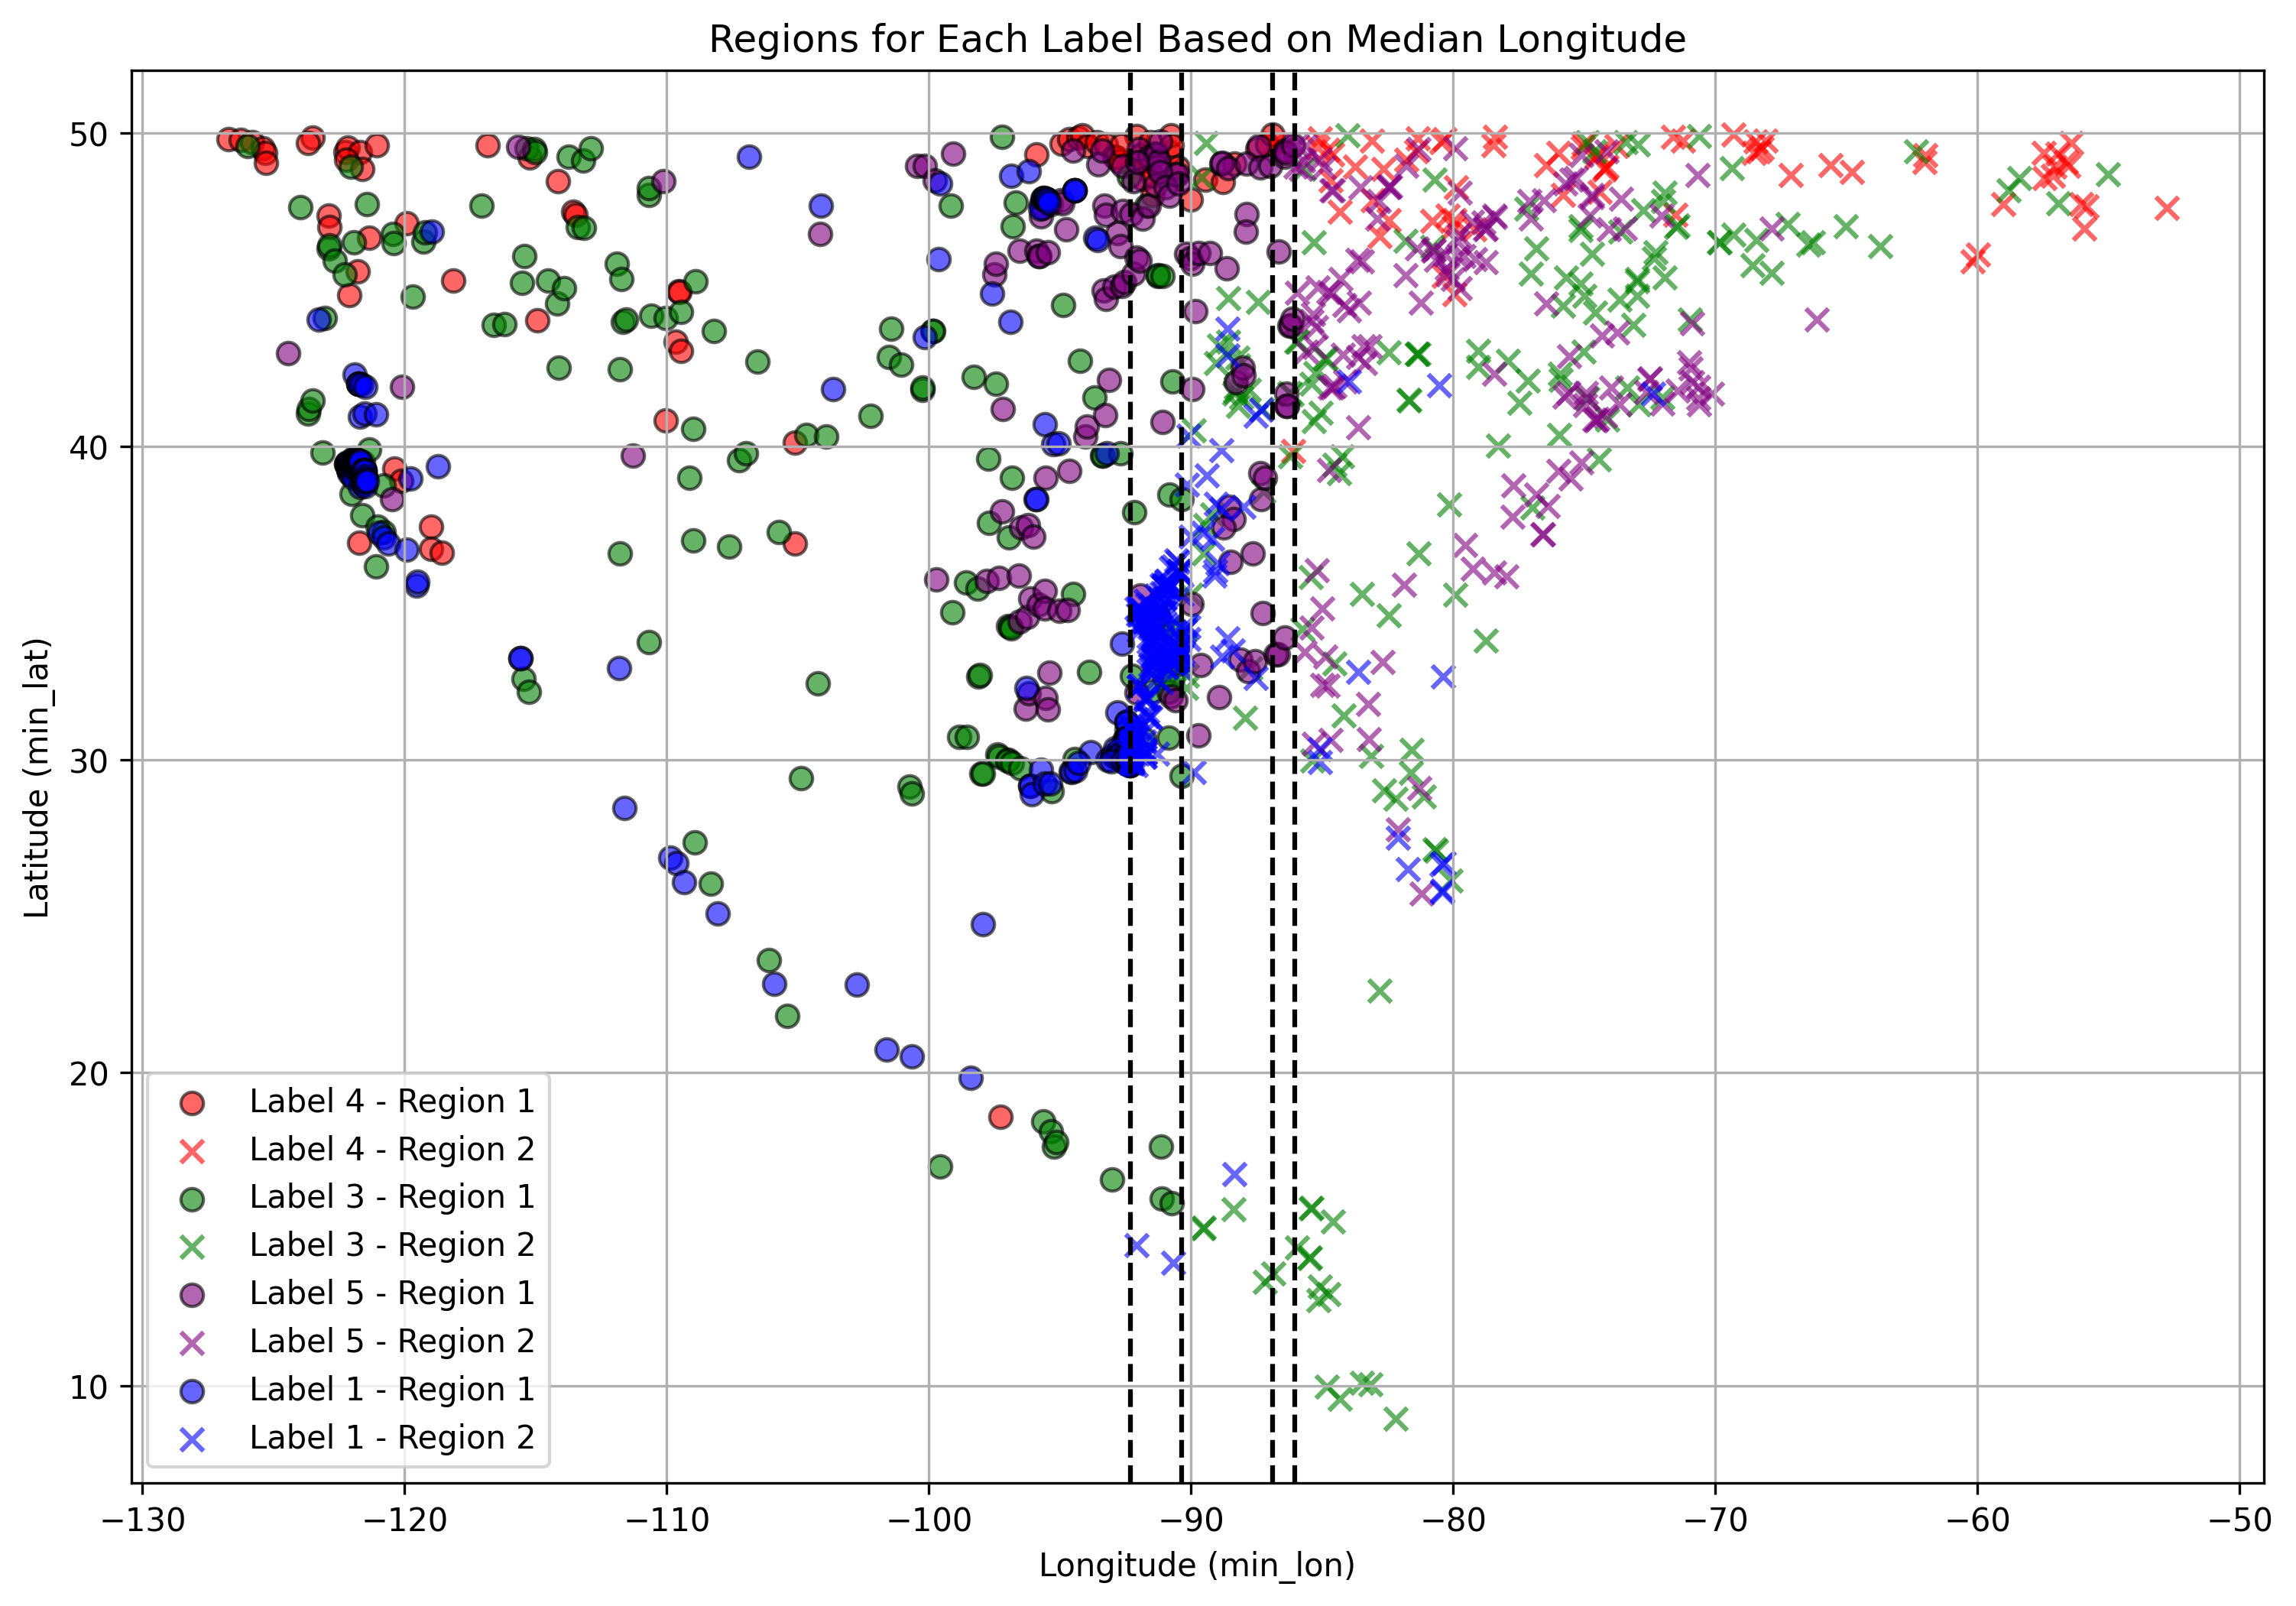 Regions for Each Label Based on Median Longitude
50
40
30
20
10
Latitude (min_lat)
Label 4 - Region 1
Label 4 - Region 2
Label 3 - Region 1
Label 3 - Region 2
Label 5 - Region 1
Label 5 - Region 2
Label 1 - Region 1
Label 1 - Region 2
−130 −120 −110 −100 −90 −80 −70 −60 −50
Longitude (min_lon)